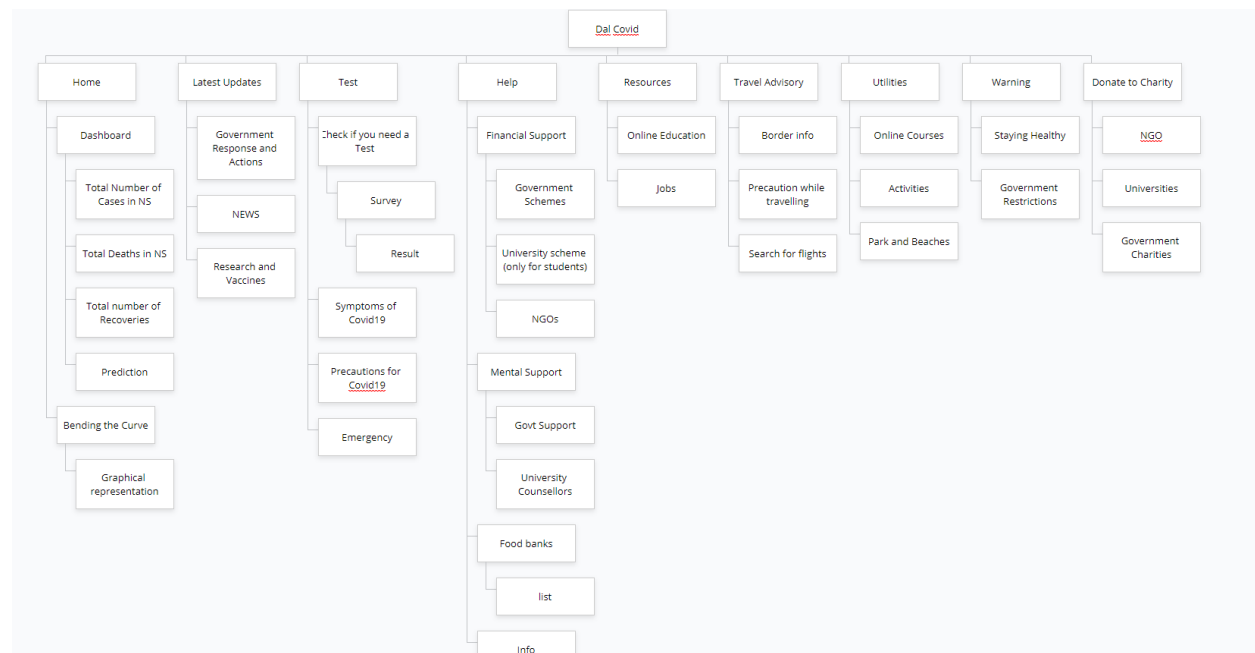 Dal Covid
Home
Latest Updates
Test
Help
Resources
Travel Advisory
Utilities
Warning
Donate to Charity
Dashboard
Total Number of
Cases in NS
Total Deaths in NS
Total number of
Recoveries
Prediction
Bending the Curve
Graphical
representation
Government
Response and
Actions
NEWS
Research and
Vaccines
Check if you need a
Test
Survey
Result
Symptoms of
Covid19
Precautions for
Covid19
Emergency
Financial Support
Government
Schemes
University scheme
(only for students)
NGOs
Mental Support
Govt Support
University
Counsellors
Food banks
list
Info
Online Education
Jobs
Border info
Precaution while
travelling
Search for flights
Online Courses
Activities
Park and Beaches
Staying Healthy
Government
Restrictions
NGO
Universities
Government
Charities